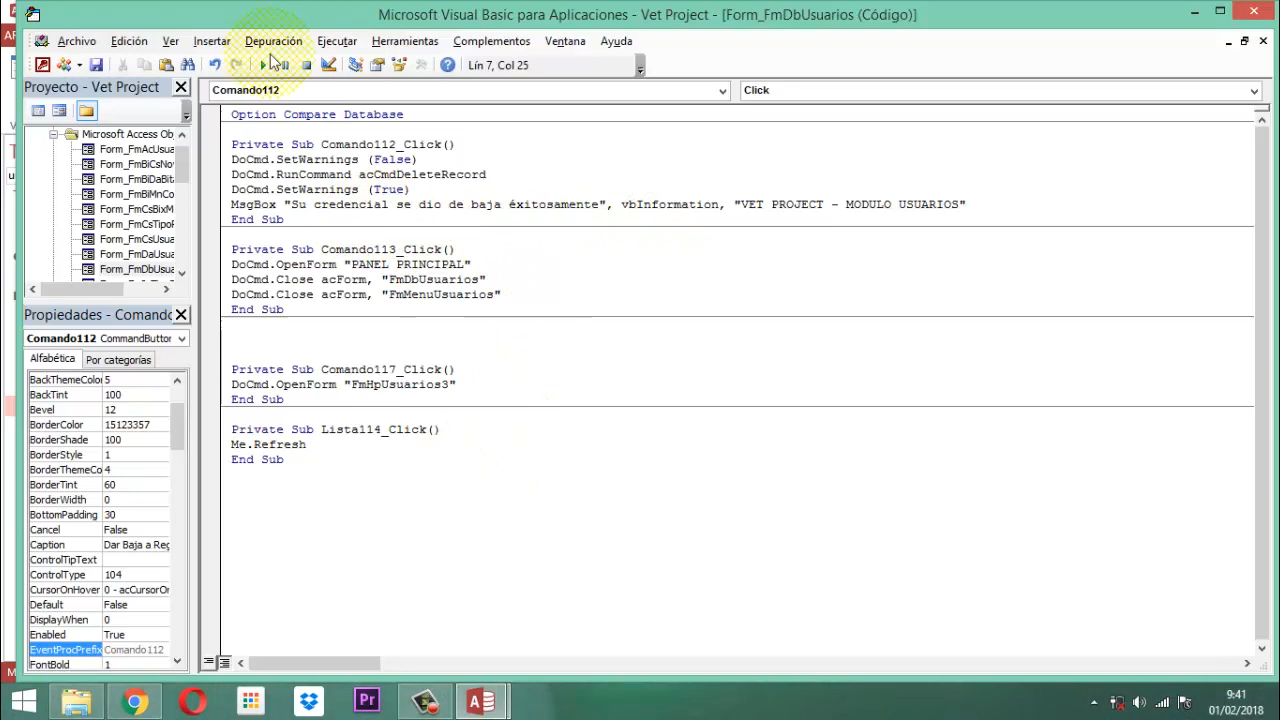 Microsoft Visual Basic para Aplicaciones - Vet Project - [Form_FmDbUsuarios (Código)]
Archivo Edición Ver Insertar Depuración Ejecutar Herramientas Complementos Ventana Ayuda
Lín 7, Col 25
Proyecto - Vet Project
Comando112
Click
Microsoft Access Obj
Form_FmAcUsua
Form_FmBiCsNov
Form_FmBiDaBita
Form_FmBiMnCo
Form_FmCsBixM
Form_FmCsTipoF
Form_FmCsUsua
Form_FmDaUsua
Form_FmDbUsua
Option Compare Database
Private Sub Comando112_Click()
DoCmd.SetWarnings (False)
DoCmd.RunCommand acCmdDeleteRecord
DoCmd.SetWarnings (True)
MsgBox "Su credencial se dio de baja éxitosamente", vbInformation, "VET PROJECT - MODULO USUARIOS"
End Sub
Private Sub Comando113_Click()
DoCmd.OpenForm "PANEL PRINCIPAL"
DoCmd.Close acForm, "FmDbUsuarios"
DoCmd.Close acForm, "FmMenuUsuarios"
End Sub
Private Sub Comando117_Click()
DoCmd.OpenForm "FmHpUsuarios3"
End Sub
Private Sub Lista114_Click()
Me.Refresh
End Sub
Propiedades - Comando
Comando112 CommandButton
Alfabética Por categorías
BackThemeColo 5
BackTint 100
Bevel 12
BorderColor 15123357
BorderShade 100
BorderStyle 1
BorderThemeCo 4
BorderTint 60
BorderWidth 0
BottomPadding 30
Cancel False
Caption Dar Baja a Reg
ControlTipText
ControlType 104
CursorOnHover 0 - acCursorOn
Default False
DisplayWhen 0
Enabled True
EventProcPrefix Comando112
FontBold 1
Pr
9:41
01/02/2018